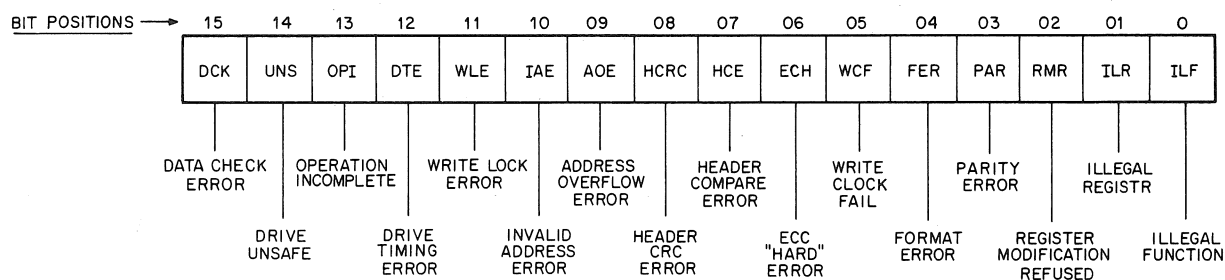 BIT POSITIONS 15 14 13 12 11 10 09 08 07 06 05 04 03 02 01 0
DCK UNS OPI DTE WLE IAE AOE HCRC HCE ECH WCF FER PAR RMR ILR ILF
DATA CHECK
ERROR
OPERATION
INCOMPLETE
WRITE LOCK
ERROR
ADDRESS
OVERFLOW
ERROR
HEADER
COMPARE
ERROR
WRITE
CLOCK
FAIL
PARITY
ERROR
ILLEGAL
REGISTR
DRIVE
UNSAFE
DRIVE
TIMING
ERROR
INVALID
ADDRESS
ERROR
HEADER
CRC
ERROR
ECC
"HARD"
ERROR
FORMAT
ERROR
REGISTER
MODIFICATION
REFUSED
ILLEGAL
FUNCTION